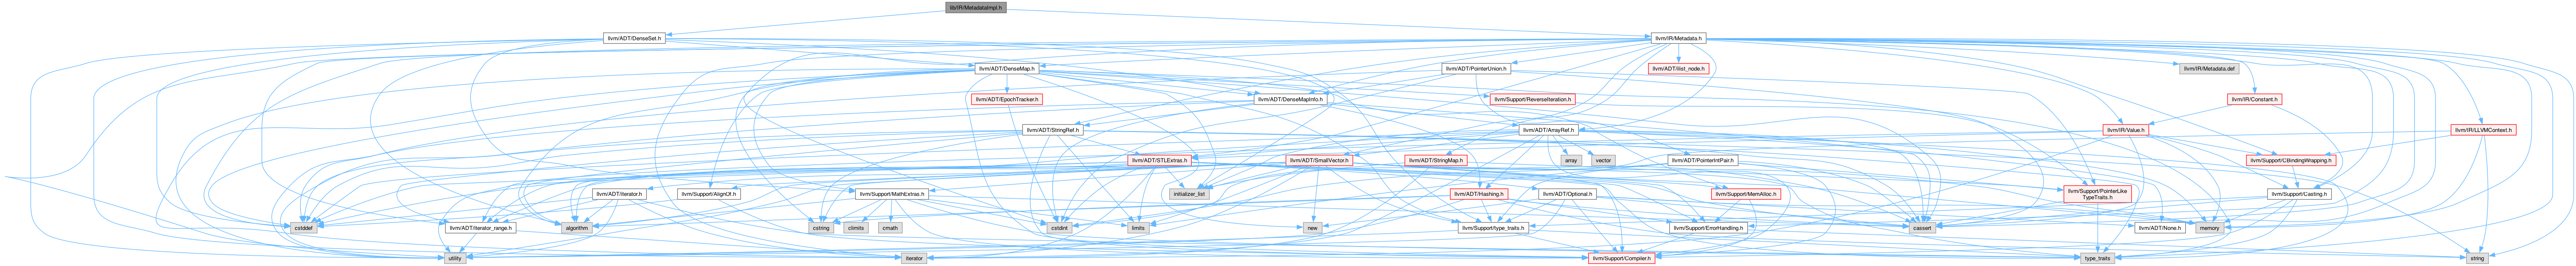 lib/IR/MetadataImpl.h
llvm/ADT/DenseSet.h
llvm/IR/Metadata.h
llvm/ADT/DenseMap.h
llvm/ADT/PointerUnion.h
llvm/ADT/ilist_node.h
llvm/IR/Metadata.def
llvm/ADT/EpochTracker.h
llvm/ADT/DenseMapInfo.h
llvm/Support/ReverseIteration.h
llvm/IR/Constant.h
llvm/ADT/StringRef.h
llvm/ADT/ArrayRef.h
llvm/IR/Value.h
llvm/IR/LLVMContext.h
llvm/ADT/STLExtras.h
llvm/ADT/SmallVector.h
llvm/ADT/StringMap.h
array
vector
llvm/ADT/PointerIntPair.h
llvm/Support/CBindingWrapping.h
llvm/ADT/iterator.h
llvm/Support/AlignOf.h
llvm/Support/MathExtras.h
initializer_list
llvm/ADT/Hashing.h
llvm/ADT/Optional.h
llvm/Support/MemAlloc.h
llvm/Support/PointerLike
TypeTraits.h
llvm/Support/Casting.h
cstddef
llvm/ADT/iterator_range.h
algorithm
cstring
climits
cmath
cstdint
limits
new
llvm/Support/type_traits.h
llvm/Support/ErrorHandling.h
cassert
llvm/ADT/None.h
memory
utility
iterator
llvm/Support/Compiler.h
type_traits
string